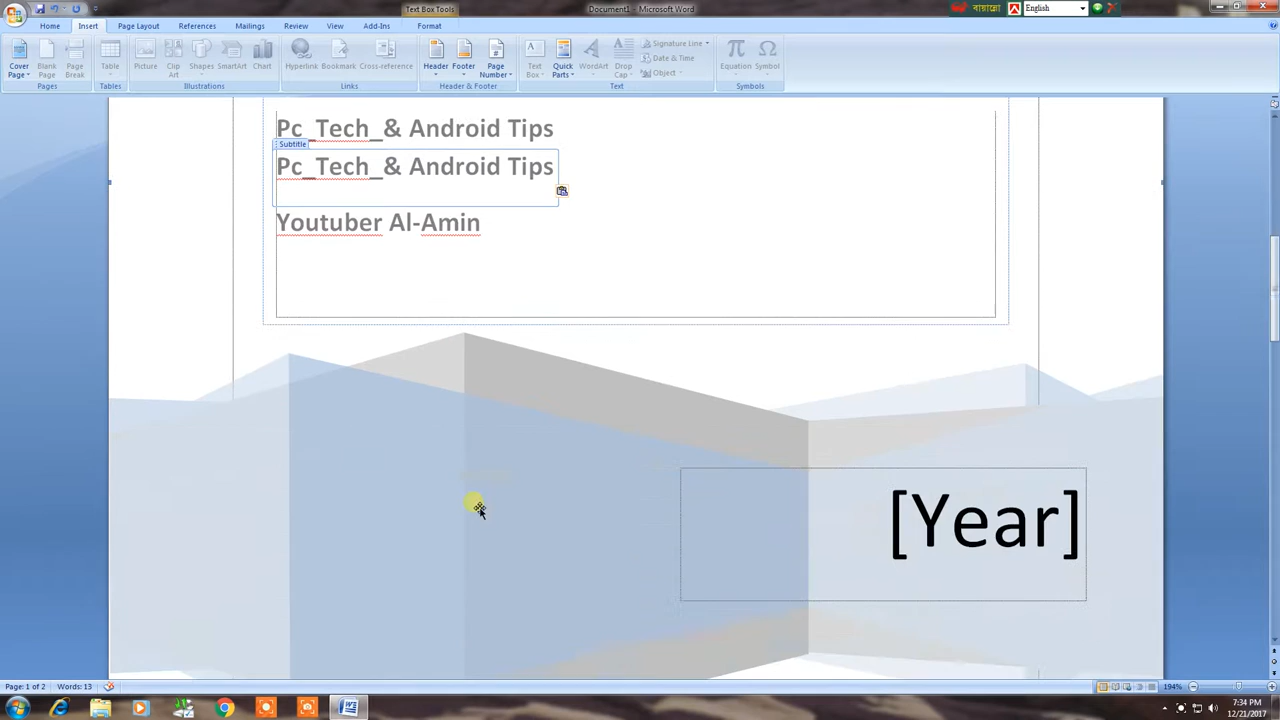 Text Box Tools
Document1 - Microsoft Word
বায়ান্নো
English
Home Insert Page Layout References Mailings Review View Add-Ins Format
Cover Page
Blank Page
Page Break
Table
Picture
Clip Art
Shapes
SmartArt
Chart
Hyperlink
Bookmark
Cross-reference
Header
Footer
Page Number
Text Box
Quick Parts
WordArt
Drop Cap
Signature Line
Date & Time
Object
Equation
Symbol
Pages Tables Illustrations Links Header & Footer Text Symbols
Pc_Tech_& Android Tips
Subtitle
Pc_Tech_& Android Tips
Youtuber Al-Amin
[Year]
Page: 1 of 2 Words: 13
194%
7:34 PM
12/21/2017